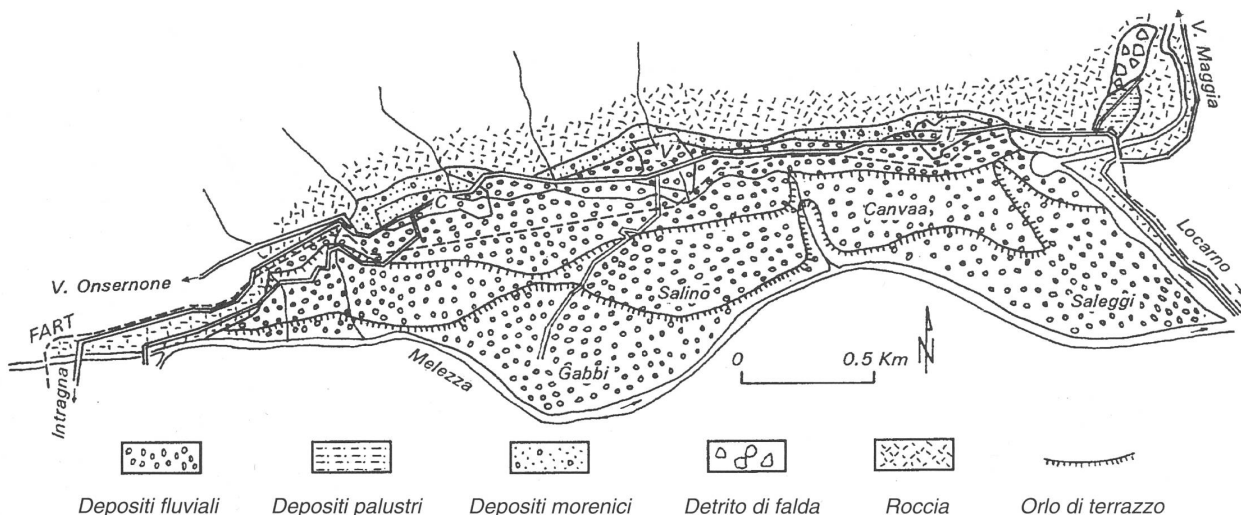 V. Maggia
T
V
C
Canvaa
Locarno
V. Onsernone
Salino
Saleggi
FART
Intragna
Melezza
Gabbi
0 0.5 Km
N
Depositi fluviali
Depositi palustri
Depositi morenici
Detrito di falda
Roccia
Orlo di terrazzo